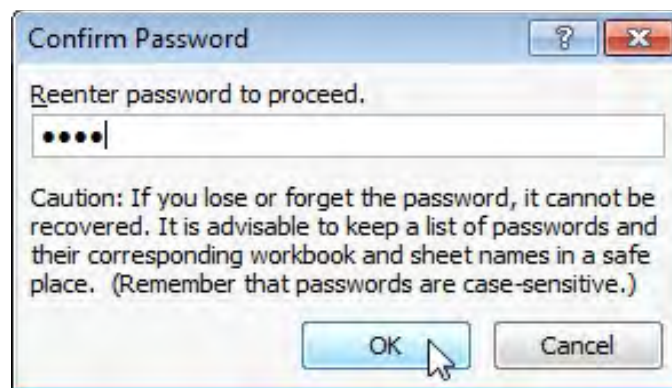 Confirm Password
Reenter password to proceed.
••••
Caution: If you lose or forget the password, it cannot be
recovered. It is advisable to keep a list of passwords and
their corresponding workbook and sheet names in a safe
place. (Remember that passwords are case-sensitive.)
OK Cancel